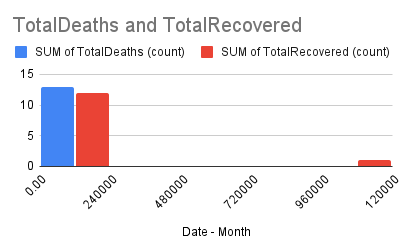 TotalDeaths and TotalRecovered
SUM of TotalDeaths (count) SUM of TotalRecovered (count)
15
10
5
0
0.00 240000 480000 720000 960000 120000
Date - Month